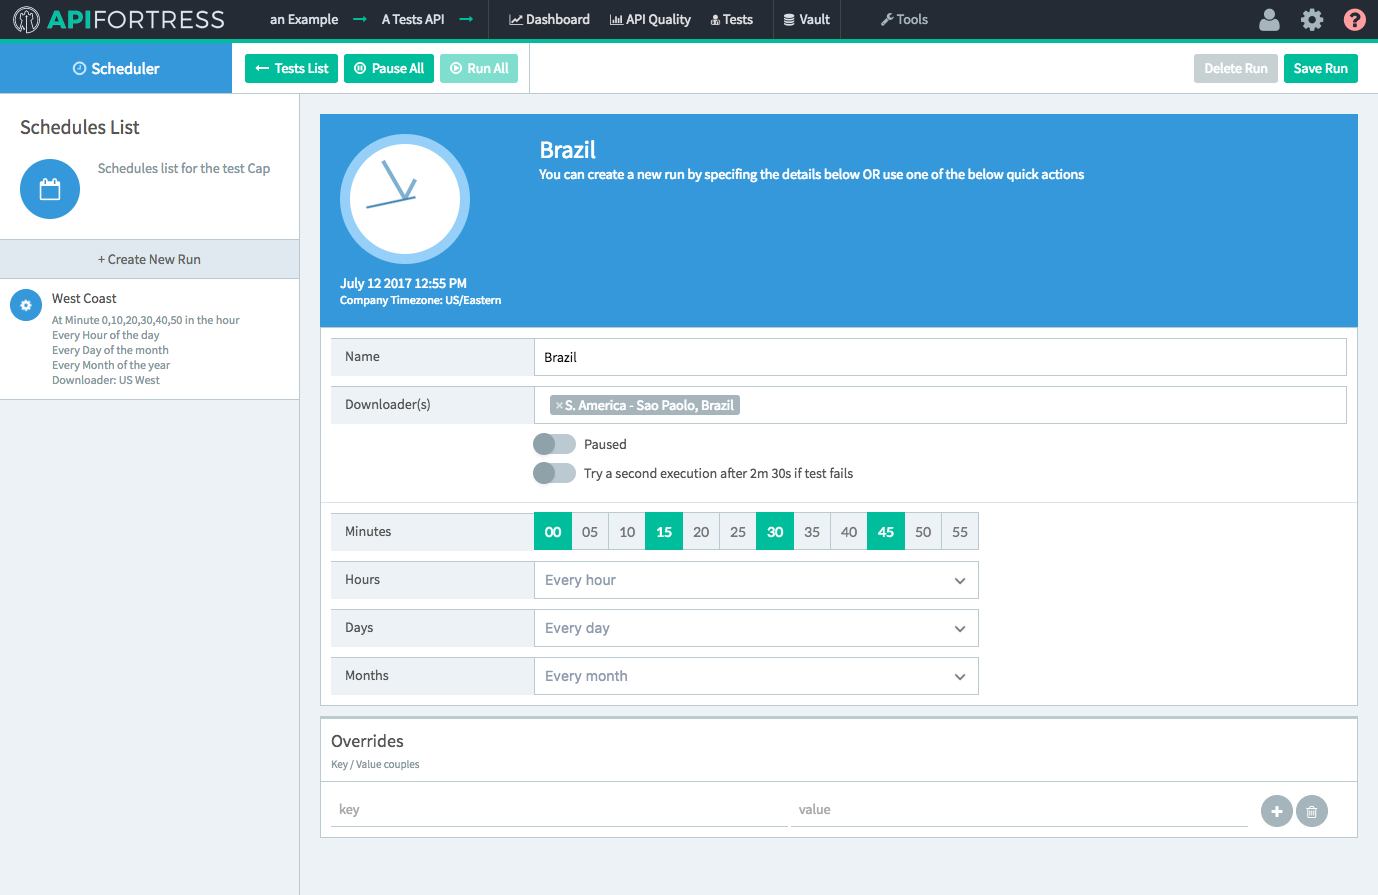 APIFORTRESS an Example A Tests API Dashboard API Quality Tests Vault Tools ?
Scheduler Tests List Pause All Run All Delete Run Save Run
Schedules List
Schedules list for the test Cap
+ Create New Run
West Coast
At Minute 0,10,20,30,40,50 in the hour
Every Hour of the day
Every Day of the month
Every Month of the year
Downloader: US West
Brazil
You can create a new run by specifing the details below OR use one of the below quick actions
July 12 2017 12:55 PM
Company Timezone: US/Eastern
Name Brazil
Downloader(s) ×S. America - Sao Paolo, Brazil
Paused
Try a second execution after 2m 30s if test fails
Minutes 00 05 10 15 20 25 30 35 40 45 50 55
Hours Every hour
Days Every day
Months Every month
Overrides
Key / Value couples
key value